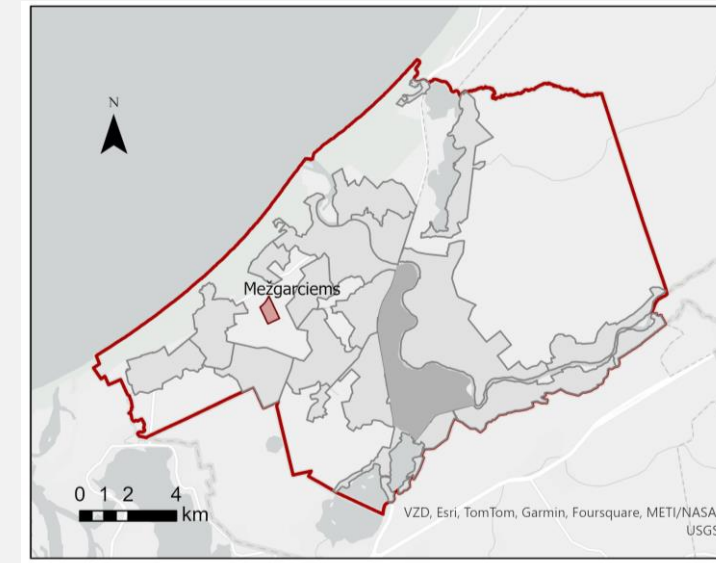 N
Mežgarciems
0 1 2 4
km
VZD, Esri, TomTom, Garmin, Foursquare, METI/NASA
USGS